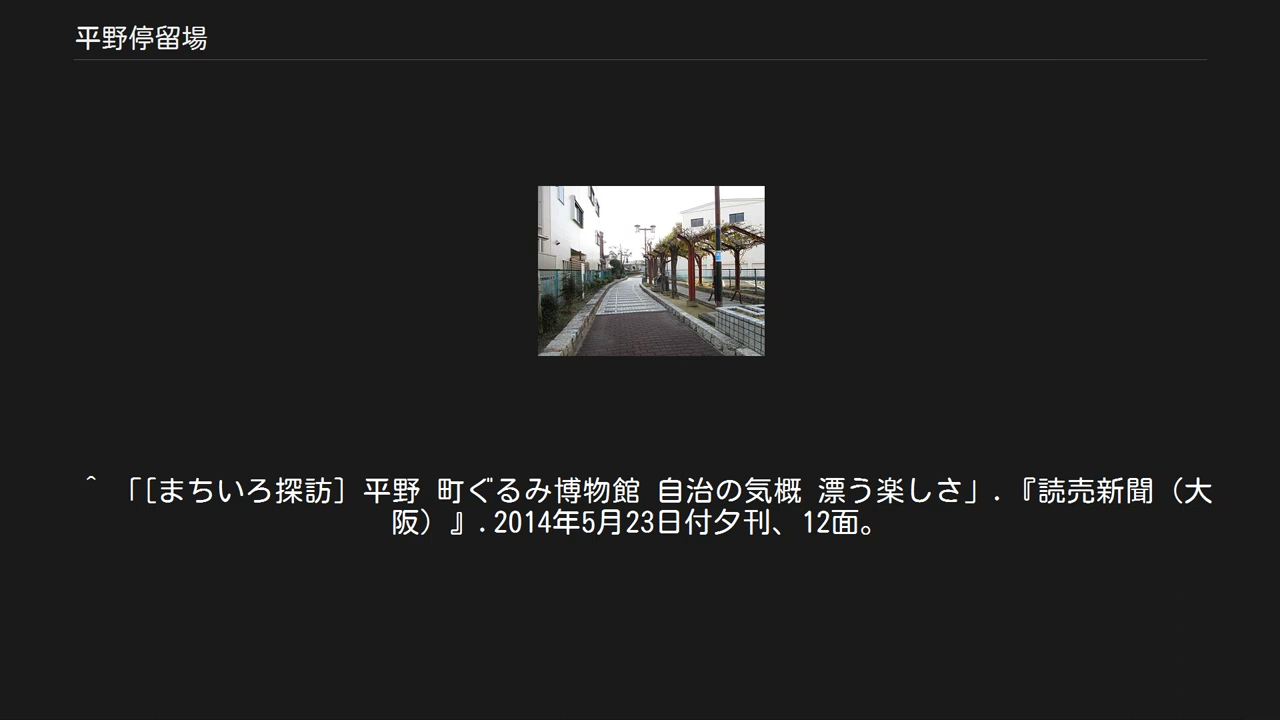 平野停留場
^ 「[まちいろ探訪] 平野 町ぐるみ博物館 自治の気概 漂う楽しさ」.『読売新聞（大
阪）』.2014年5月23日付夕刊、12面。